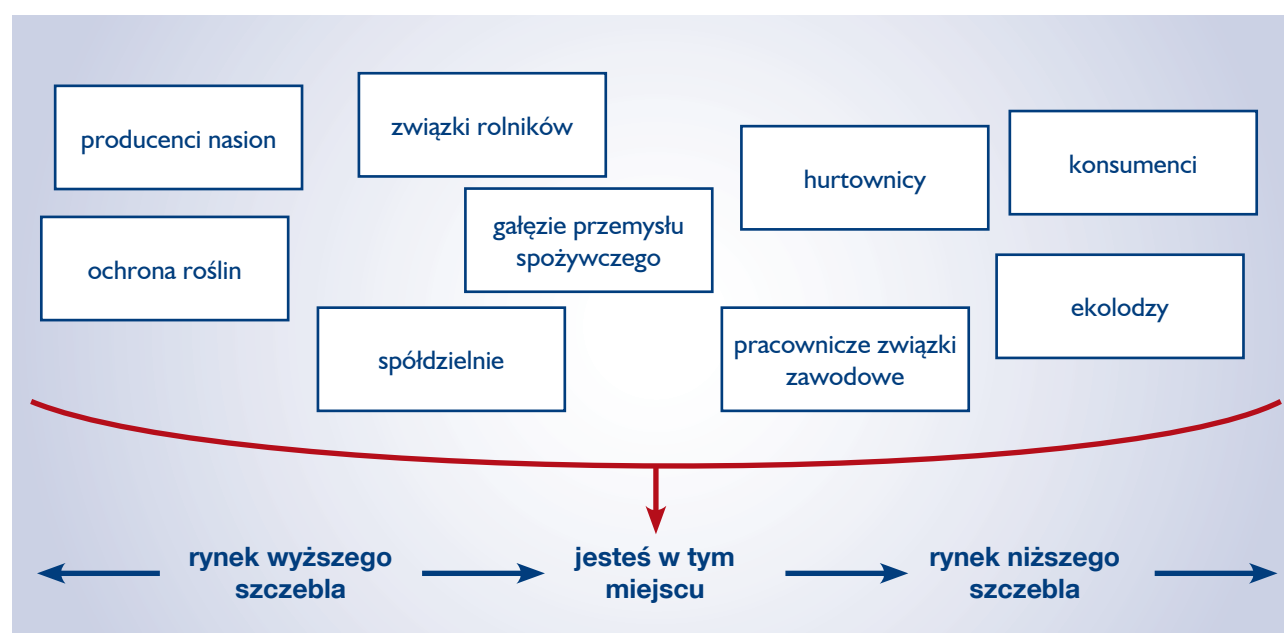 producenci nasion
związki rolników
hurtownicy
konsumenci
ochrona roślin
gałęzie przemysłu
spożywczego
ekolodzy
spółdzielnie
pracownicze związki
zawodowe
rynek wyższego
szczebla
jesteś w tym
miejscu
rynek niższego
szczebla